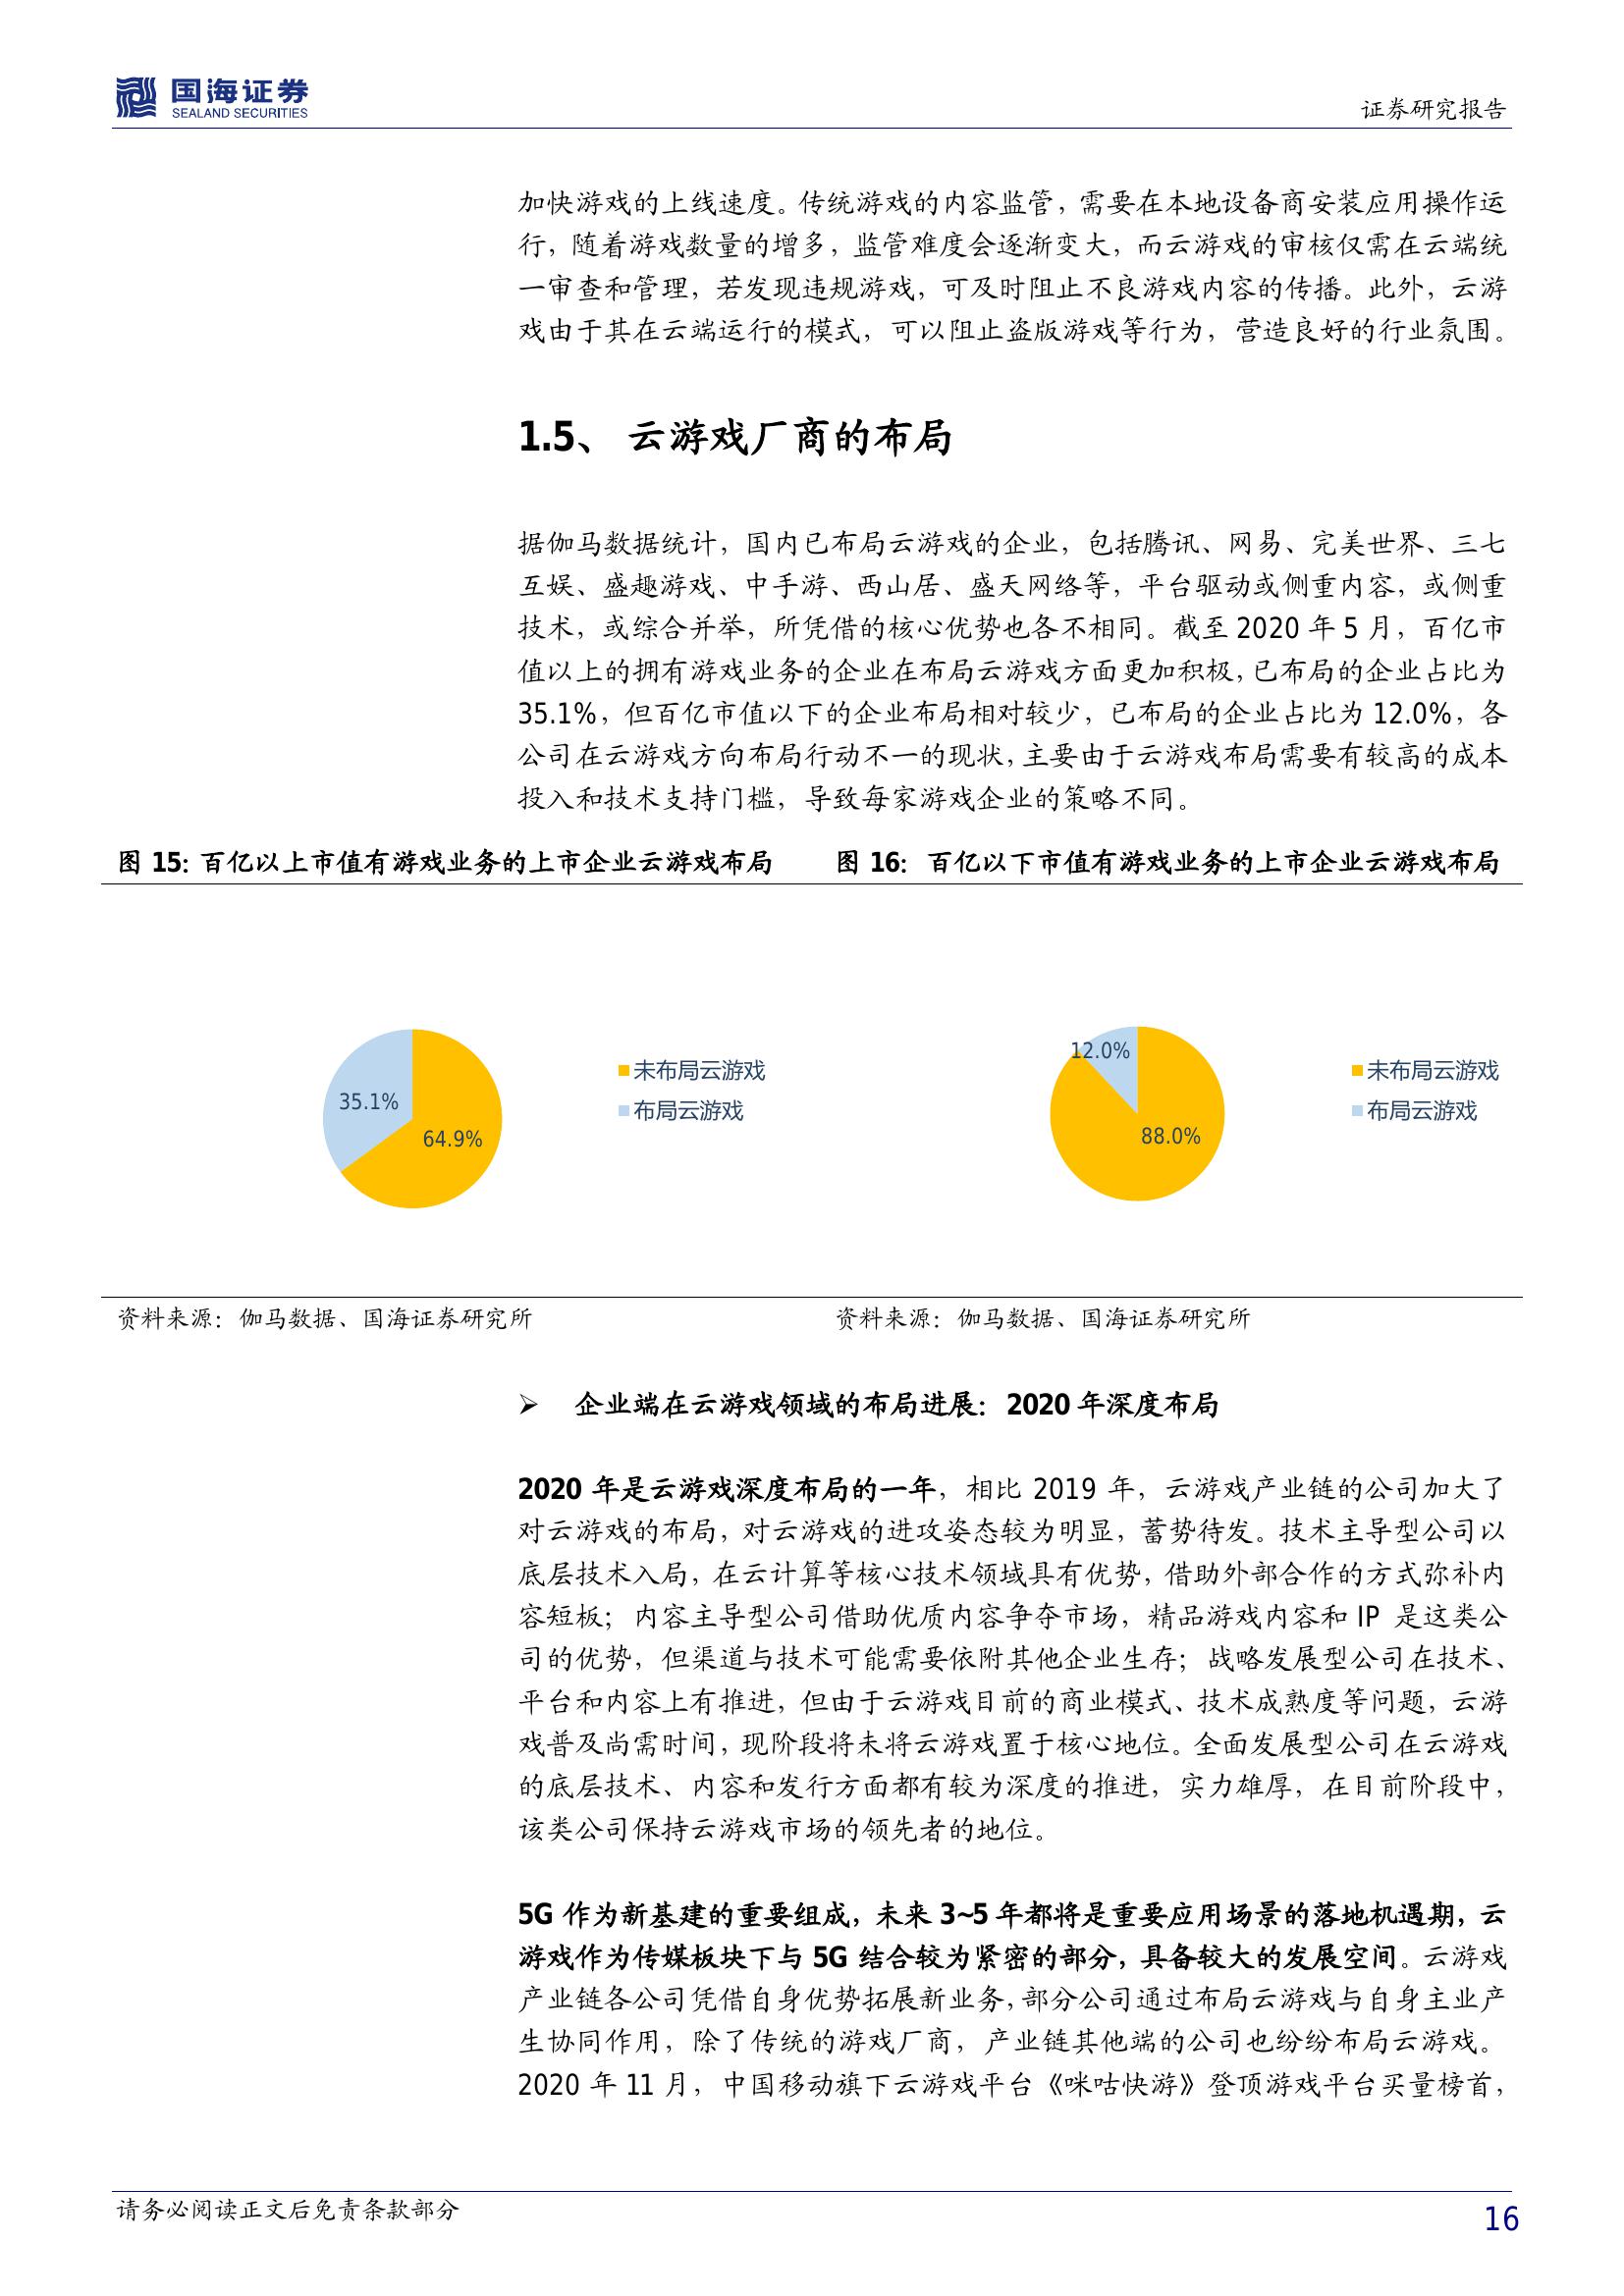 国海证券
SEALAND SECURITIES
证券研究报告
加快游戏的上线速度。传统游戏的内容监管，需要在本地设备商安装应用操作运
行，随着游戏数量的增多，监管难度会逐渐变大，而云游戏的审核仅需在云端统
一审查和管理，若发现违规游戏，可及时阻止不良游戏内容的传播。此外，云游
戏由于其在云端运行的模式，可以阻止盗版游戏等行为，营造良好的行业氛围。
1.5、 云游戏厂商的布局
据伽马数据统计，国内已布局云游戏的企业，包括腾讯、网易、完美世界、三七
互娱、盛趣游戏、中手游、西山居、盛天网络等，平台驱动或侧重内容，或侧重
技术，或综合并举，所凭借的核心优势也各不相同。截至 2020 年 5 月，百亿市
值以上的拥有游戏业务的企业在布局云游戏方面更加积极，已布局的企业占比为
35.1%，但百亿市值以下的企业布局相对较少，已布局的企业占比为 12.0%，各
公司在云游戏方向布局行动不一的现状，主要由于云游戏布局需要有较高的成本
投入和技术支持门槛，导致每家游戏企业的策略不同。
图 15：百亿以上市值有游戏业务的上市企业云游戏布局
35.1%
64.9%
未布局云游戏
布局云游戏
资料来源：伽马数据、国海证券研究所
图 16： 百亿以下市值有游戏业务的上市企业云游戏布局
12.0%
88.0%
未布局云游戏
布局云游戏
资料来源：伽马数据、国海证券研究所
➢ 企业端在云游戏领域的布局进展：2020 年深度布局
2020 年是云游戏深度布局的一年，相比 2019 年，云游戏产业链的公司加大了
对云游戏的布局，对云游戏的进攻姿态较为明显，蓄势待发。技术主导型公司以
底层技术入局，在云计算等核心技术领域具有优势，借助外部合作的方式弥补内
容短板；内容主导型公司借助优质内容争夺市场，精品游戏内容和 IP 是这类公
司的优势，但渠道与技术可能需要依附其他企业生存；战略发展型公司在技术、
平台和内容上有推进，但由于云游戏目前的商业模式、技术成熟度等问题，云游
戏普及尚需时间，现阶段将未将云游戏置于核心地位。全面发展型公司在云游戏
的底层技术、内容和发行方面都有较为深度的推进，实力雄厚，在目前阶段中，
该类公司保持云游戏市场的领先者的地位。
5G 作为新基建的重要组成，未来 3~5 年都将是重要应用场景的落地机遇期，云
游戏作为传媒板块下与 5G 结合较为紧密的部分，具备较大的发展空间。云游戏
产业链各公司凭借自身优势拓展新业务，部分公司通过布局云游戏与自身主业产
生协同作用，除了传统的游戏厂商，产业链其他端的公司也纷纷布局云游戏。
2020 年 11 月，中国移动旗下云游戏平台《咪咕快游》登顶游戏平台买量榜首，
请务必阅读正文后免责条款部分
16